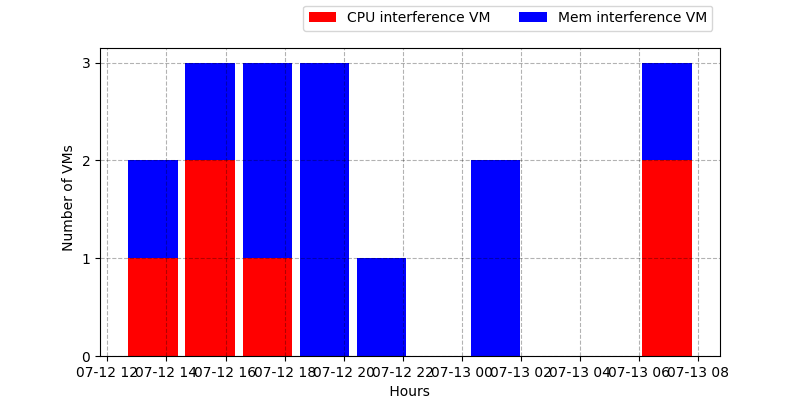 CPU interference VM Mem interference VM
3
2
1
0
Number of VMs
07-12 12 07-12 14 07-12 16 07-12 18 07-12 20 07-12 22 07-13 00 07-13 02 07-13 04 07-13 06 07-13 08
Hours